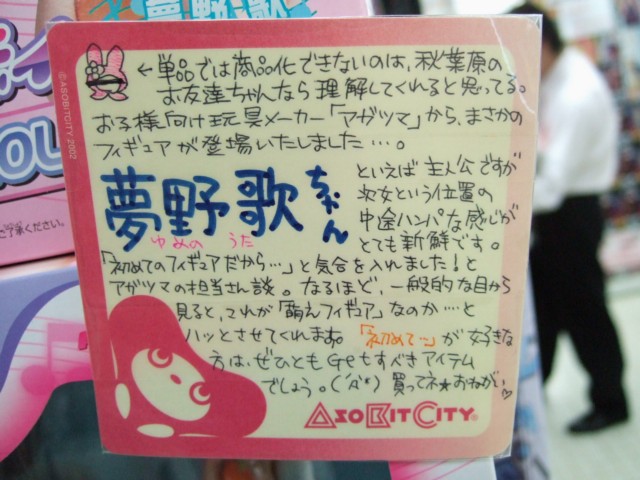 ©ASOBITCITY 2002
←単品では商品化できないのは、秋葉原の
お友達ちゃんなら理解してくれると思ってる。
お子様向け玩具メーカー「アガツマ」から、まさかの
フィギュアが登場いたしました…。
夢野歌ちゃん
ゆめの うた
といえば主人公ですが
次女という位置の
中途ハンパな感じが
とても新鮮です。
「初めてのフィギュアだから…」と気合を入れました!と
アガツマの担当さん談。なるほど、一般的な目から
見ると、これが「萌えフィギュア」なのか…と
ハッとさせてくれます。「初めて…」が好きな
方は、ぜひともGetすべきアイテム
でしょう。(´Д`*) 買ってネ★おねがい♡
ASOBITCITY®
ください。